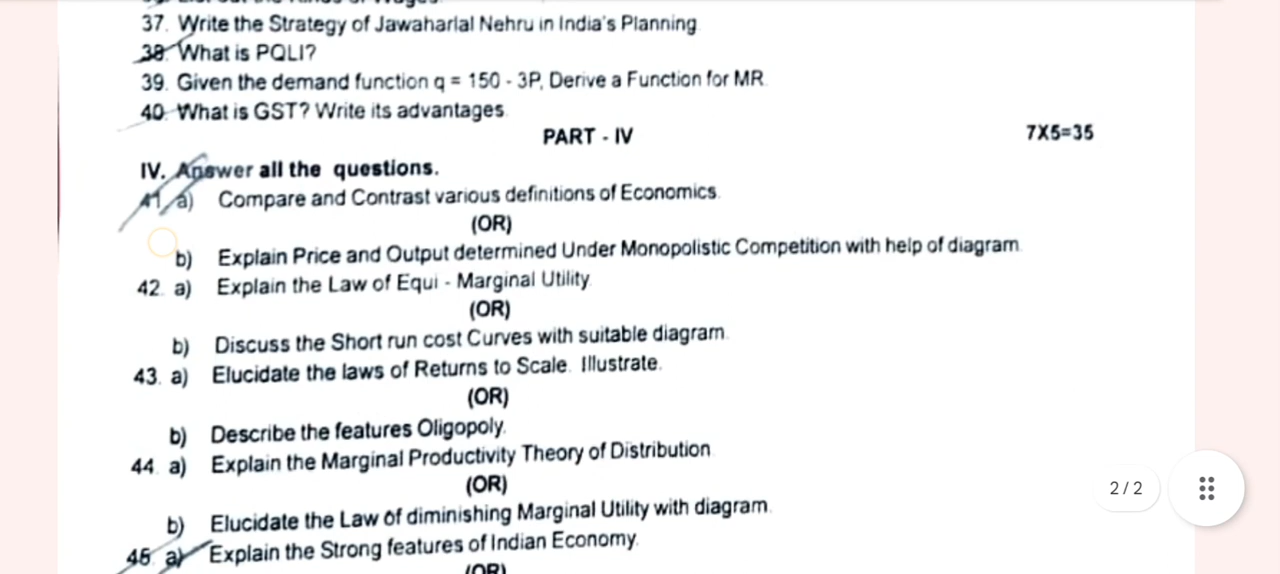 37. Write the Strategy of Jawaharlal Nehru in India's Planning
38. What is PQLI?
39. Given the demand function q = 150 - 3P, Derive a Function for MR.
40. What is GST? Write its advantages.
PART - IV
7X5=35
IV. Answer all the questions.
41. a) Compare and Contrast various definitions of Economics.
(OR)
b) Explain Price and Output determined Under Monopolistic Competition with help of diagram.
42. a) Explain the Law of Equi - Marginal Utility.
(OR)
b) Discuss the Short run cost Curves with suitable diagram.
43. a) Elucidate the laws of Returns to Scale. Illustrate.
(OR)
b) Describe the features Oligopoly.
44. a) Explain the Marginal Productivity Theory of Distribution.
(OR)
2 / 2
b) Elucidate the Law of diminishing Marginal Utility with diagram.
45. a) Explain the Strong features of Indian Economy.
(OR)